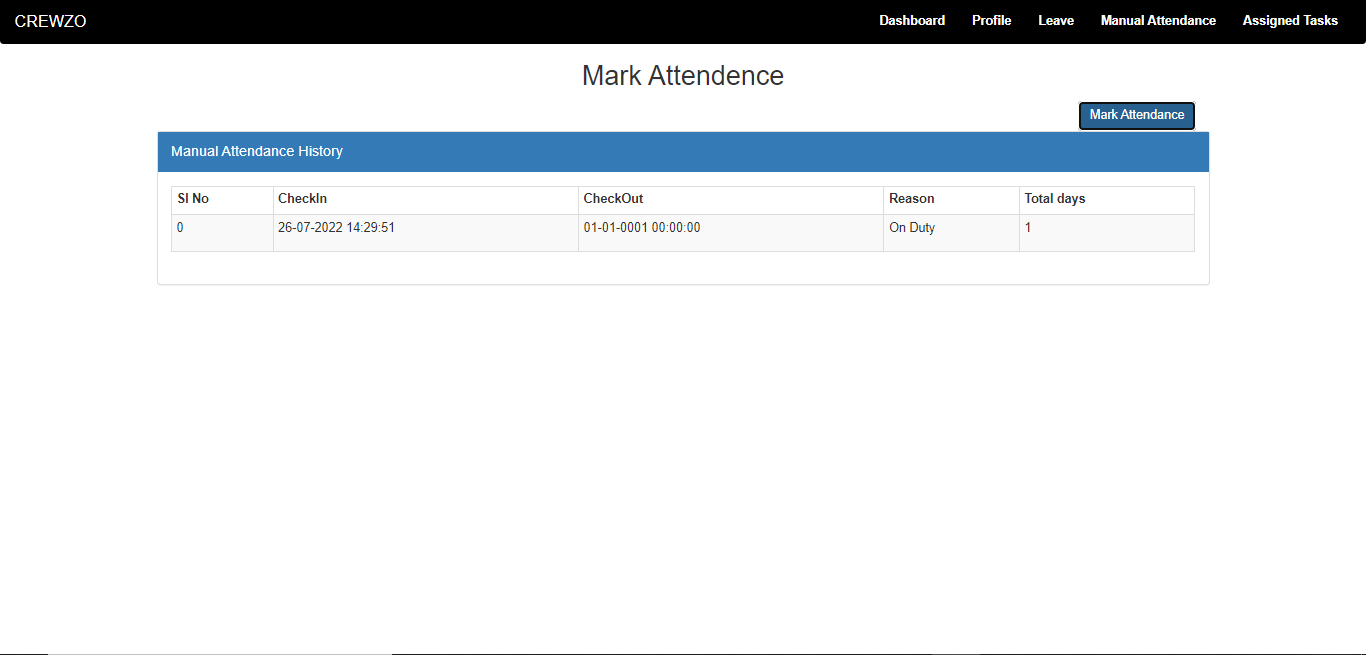 CREWZO Dashboard Profile Leave Manual Attendance Assigned Tasks
Mark Attendence
Mark Attendance
Manual Attendance History
Sl No CheckIn CheckOut Reason Total days
0 26-07-2022 14:29:51 01-01-0001 00:00:00 On Duty 1